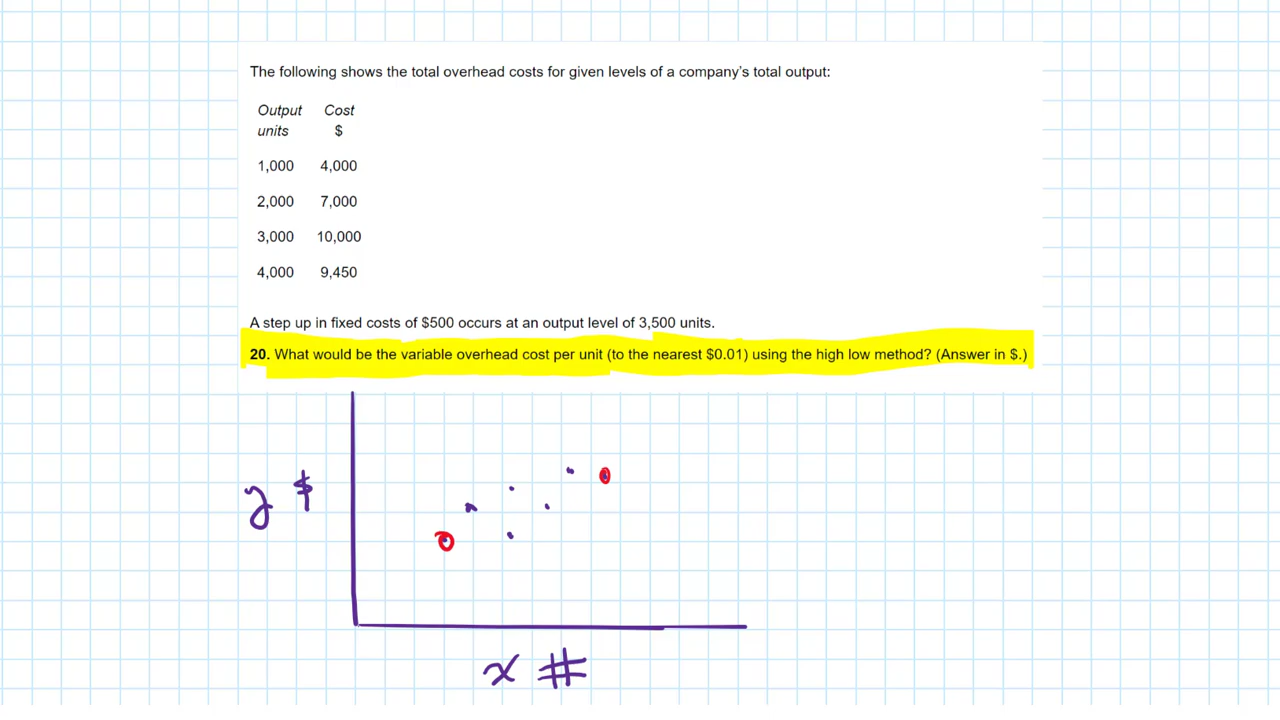 The following shows the total overhead costs for given levels of a company's total output:
Output Cost
units $
1,000 4,000
2,000 7,000
3,000 10,000
4,000 9,450
A step up in fixed costs of $500 occurs at an output level of 3,500 units.
20. What would be the variable overhead cost per unit (to the nearest $0.01) using the high low method? (Answer in $.)
y $
x #